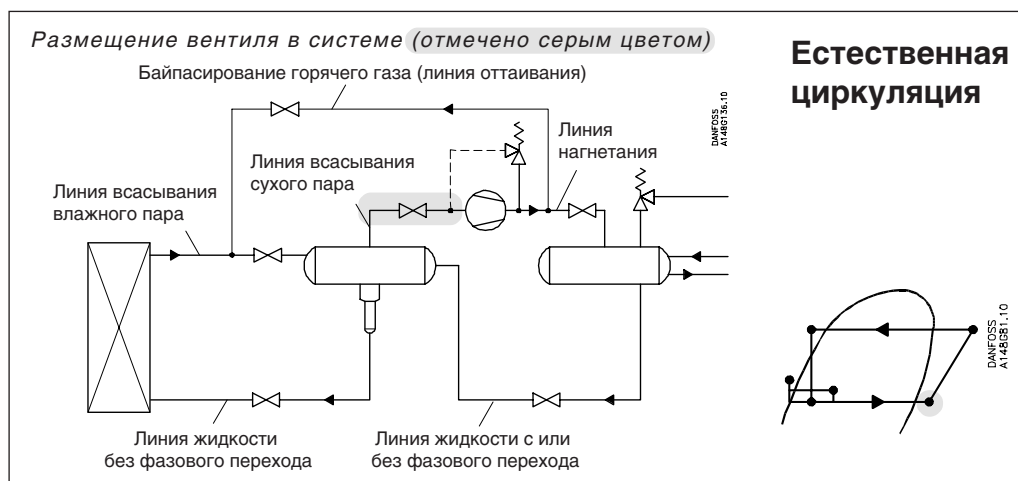 Размещение вентиля в системе (отмечено серым цветом)
Естественная
циркуляция
Байпасирование горячего газа (линия оттаивания)
DANFOSS
A148G136.10
Линия
нагнетания
Линия всасывания
сухого пара
Линия всасывания
влажного пара
DANFOSS
A148G81.10
Линия жидкости
без фазового перехода
Линия жидкости с или
без фазового перехода